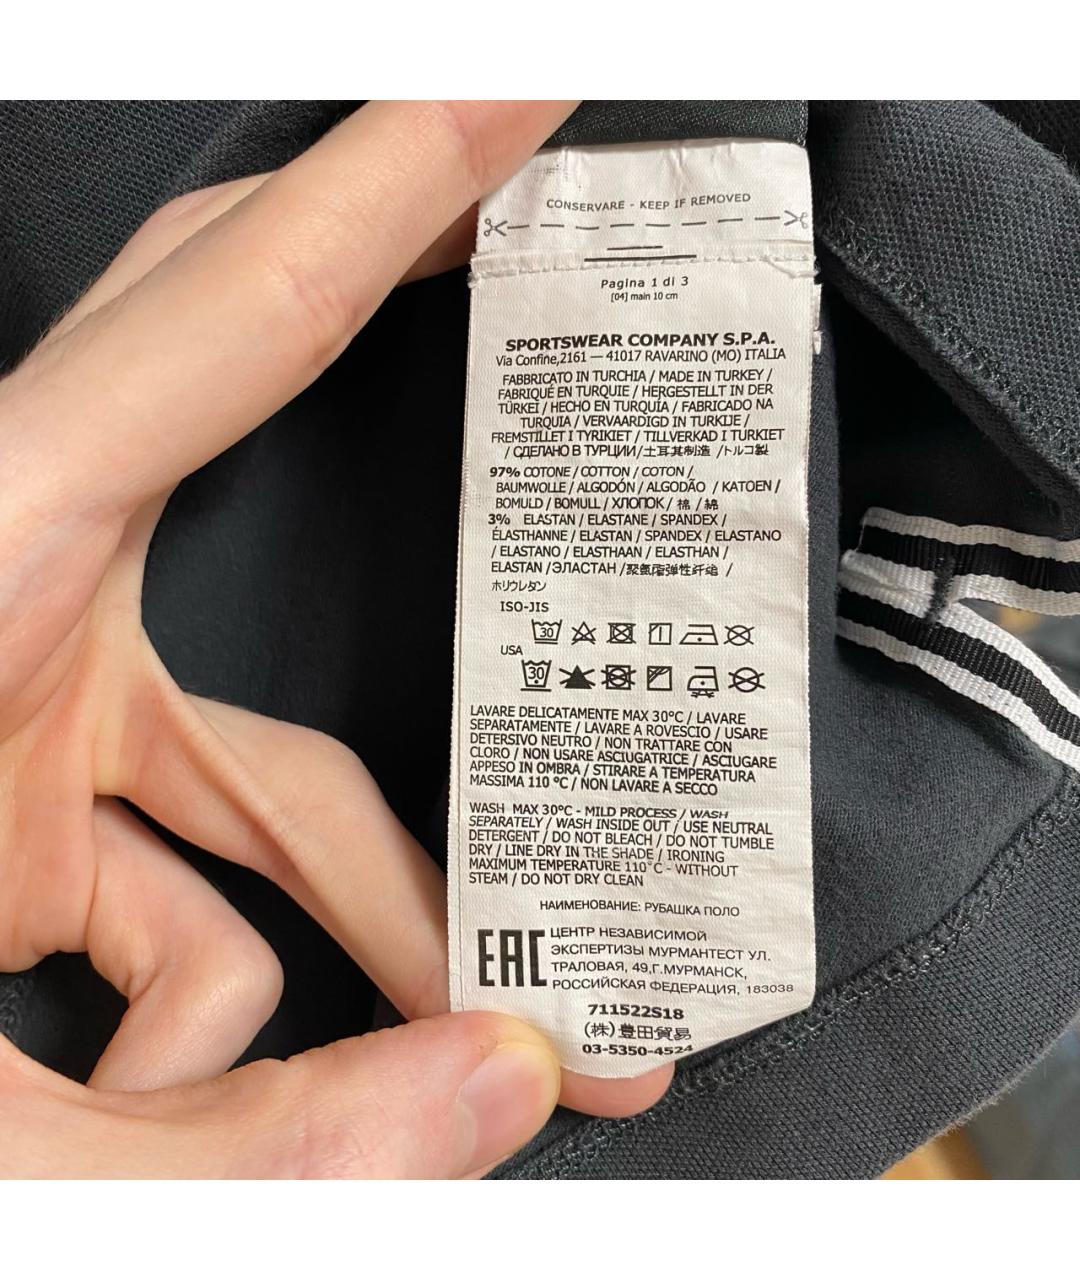 CONSERVARE - KEEP IF REMOVED
Pagina 1 di 3
[04] main 10 cm
SPORTSWEAR COMPANY S.P.A.
Via Confine,2161 — 41017 RAVARINO (MO) ITALIA
FABBRICATO IN TURCHIA / MADE IN TURKEY /
FABRIQUÉ EN TURQUIE / HERGESTELLT IN DER
TÜRKEI / HECHO EN TURQUÍA / FABRICADO NA
TURQUIA / VERVAARDIGD IN TURKIJE /
FREMSTILLET I TYRIKIET / TILLVERKAD I TURKIET
/ СДЕЛАНО В ТУРЦИИ/土耳其制造 /トルコ製
97% COTONE / COTTON / COTON /
BAUMWOLLE / ALGODÓN / ALGODÃO / KATOEN /
BOMULD / BOMULL / ХЛОПОК / 棉 / 綿
3% ELASTAN / ELASTANE / SPANDEX /
ÉLASTHANNE / ELASTAN / SPANDEX / ELASTANO
/ ELASTANO / ELASTHAAN / ELASTHAN /
ELASTAN /ЭЛАСТАН /聚氨酯弹性纤维 /
ポリウレタン
ISO-JIS
30
USA
30
LAVARE DELICATAMENTE MAX 30°C / LAVARE
SEPARATAMENTE / LAVARE A ROVESCIO / USARE
DETERSIVO NEUTRO / NON TRATTARE CON
CLORO / NON USARE ASCIUGATRICE / ASCIUGARE
APPESO IN OMBRA / STIRARE A TEMPERATURA
MASSIMA 110 °C / NON LAVARE A SECCO
WASH MAX 30°C - MILD PROCESS / WASH
SEPARATELY / WASH INSIDE OUT / USE NEUTRAL
DETERGENT / DO NOT BLEACH / DO NOT TUMBLE
DRY / LINE DRY IN THE SHADE / IRONING
MAXIMUM TEMPERATURE 110°C - WITHOUT
STEAM / DO NOT DRY CLEAN
НАИМЕНОВАНИЕ: РУБАШКА ПОЛО
EAC
ЦЕНТР НЕЗАВИСИМОЙ
ЭКСПЕРТИЗЫ МУРМАНТЕСТ УЛ.
ТРАЛОВАЯ, 49,Г.МУРМАНСК,
РОССИЙСКАЯ ФЕДЕРАЦИЯ, 183038
711522S18
(株)豊田貿易
03-5350-4524